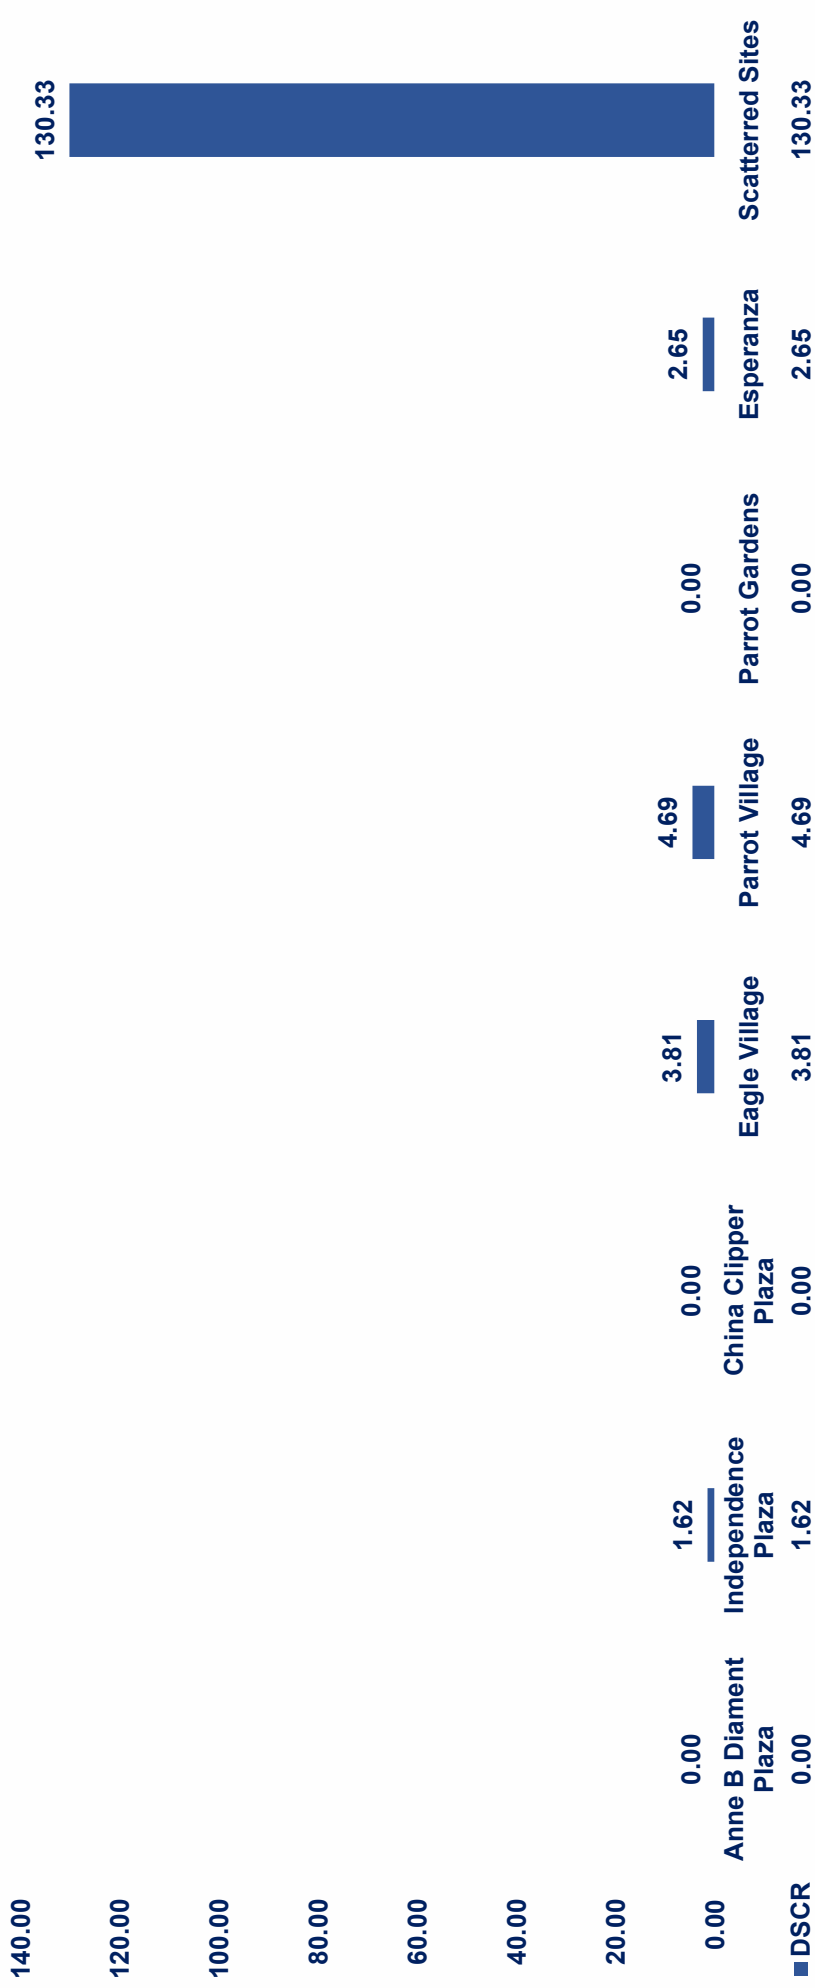 140.00
120.00
100.00
80.00
60.00
40.00
20.00
0.00
0.00
1.62
0.00
3.81
4.69
0.00
2.65
130.33
Anne B Diament
Plaza
Independence
Plaza
China Clipper
Plaza
Eagle Village
Parrot Village
Parrot Gardens
Esperanza
Scatterred Sites
DSCR
0.00
1.62
0.00
3.81
4.69
0.00
2.65
130.33